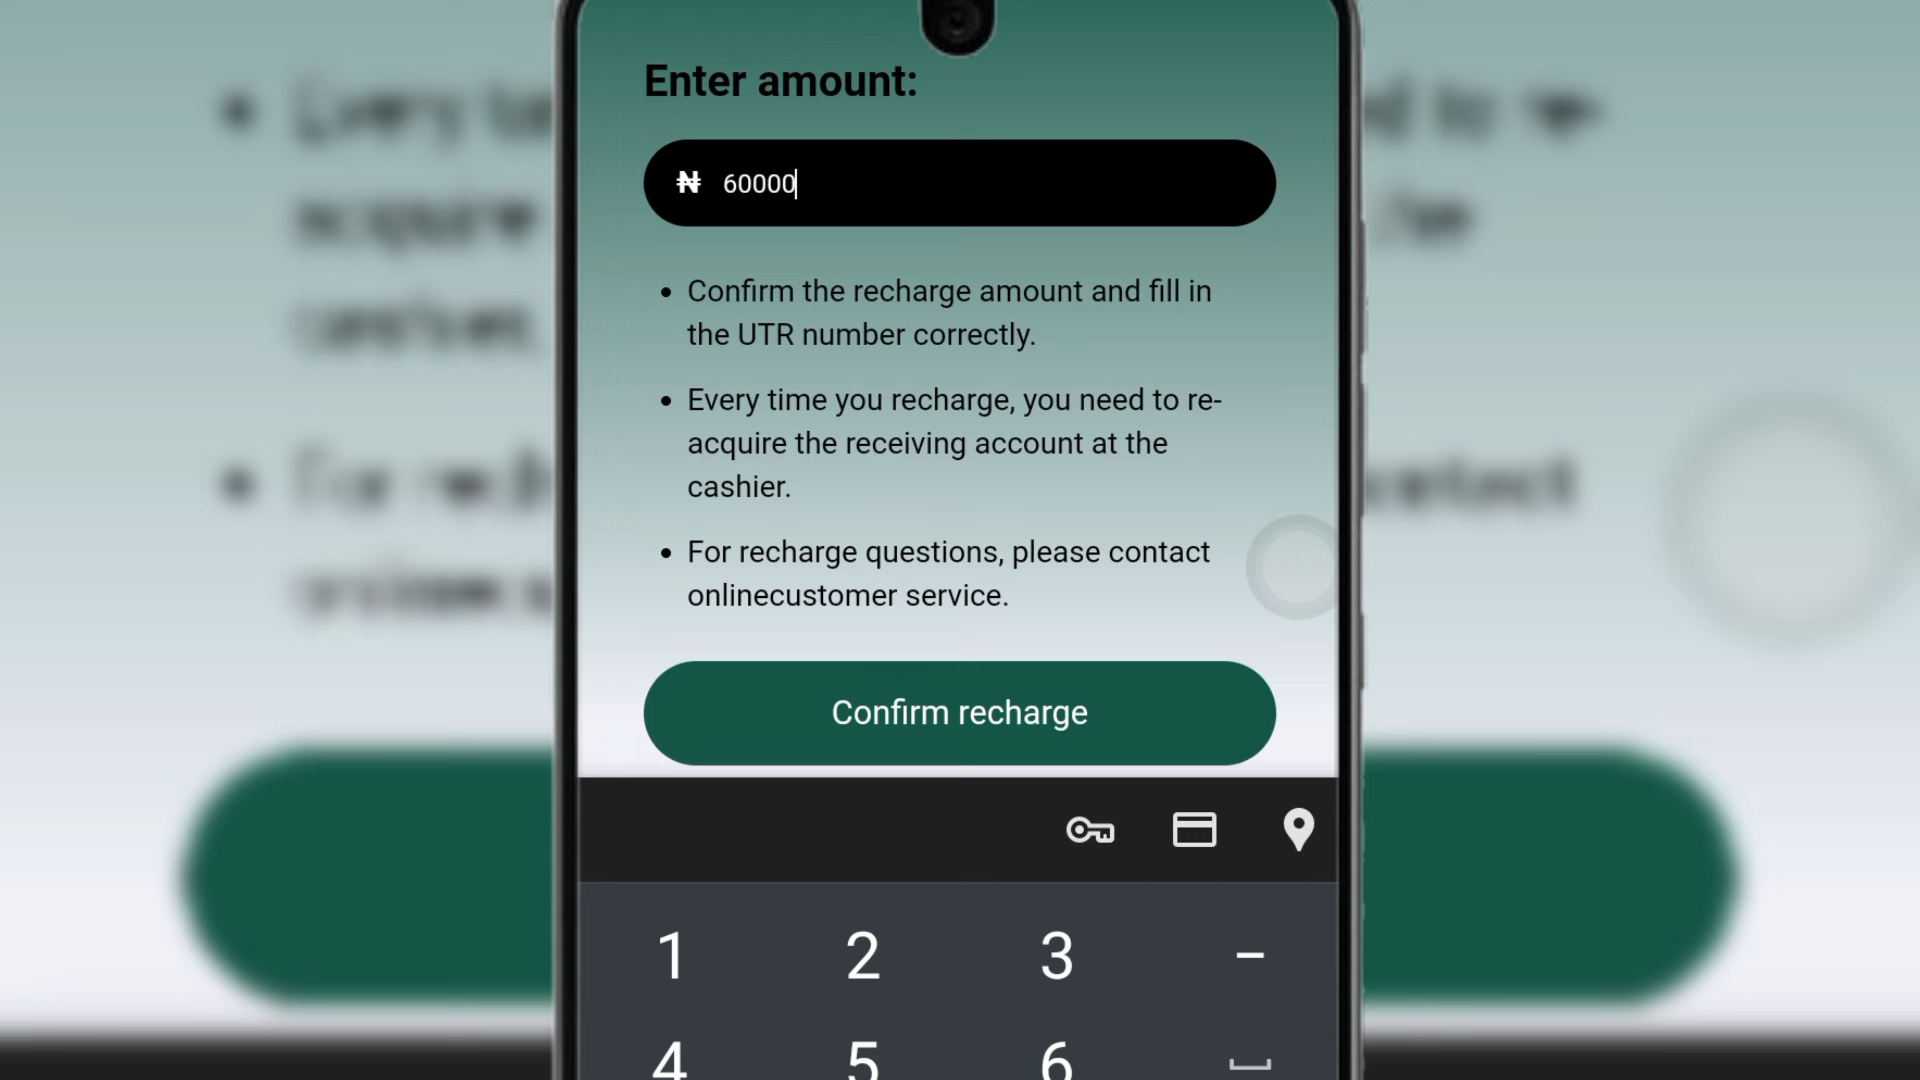 Enter amount:
₦ 60000
• Confirm the recharge amount and fill in
the UTR number correctly.
• Every time you recharge, you need to re-
acquire the receiving account at the
cashier.
• For recharge questions, please contact
onlinecustomer service.
Confirm recharge
1 2 3 –
4 5 6